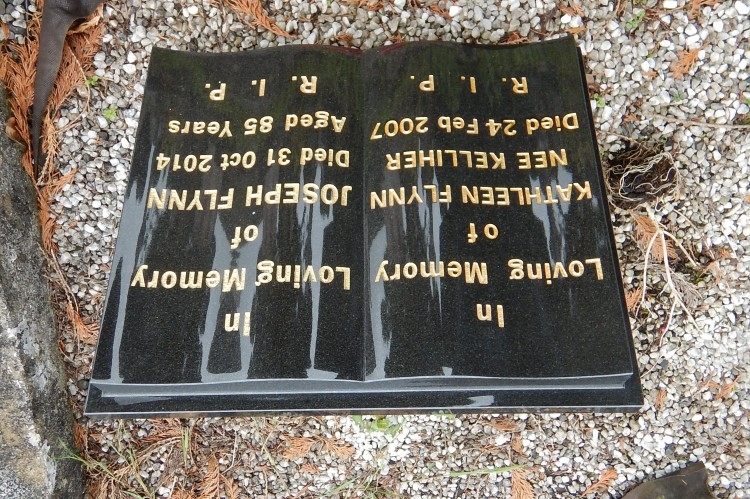 In
Loving Memory
of
KATHLEEN FLYNN
NEE KELLIHER
Died 24 Feb 2007
R. I. P.
In
Loving Memory
of
JOSEPH FLYNN
Died 31 Oct 2014
Aged 85 Years
R. I. P.